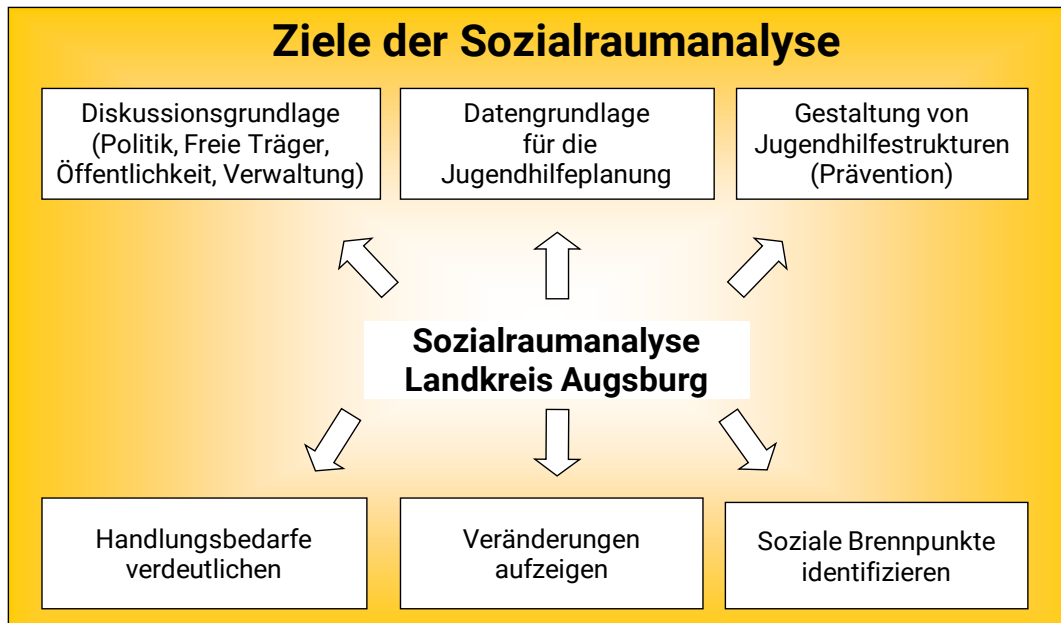 Ziele der Sozialraumanalyse
Diskussionsgrundlage
(Politik, Freie Träger,
Öffentlichkeit, Verwaltung)
Datengrundlage
für die
Jugendhilfeplanung
Gestaltung von
Jugendhilfestrukturen
(Prävention)
Sozialraumanalyse
Landkreis Augsburg
Handlungsbedarfe
verdeutlichen
Veränderungen
aufzeigen
Soziale Brennpunkte
identifizieren